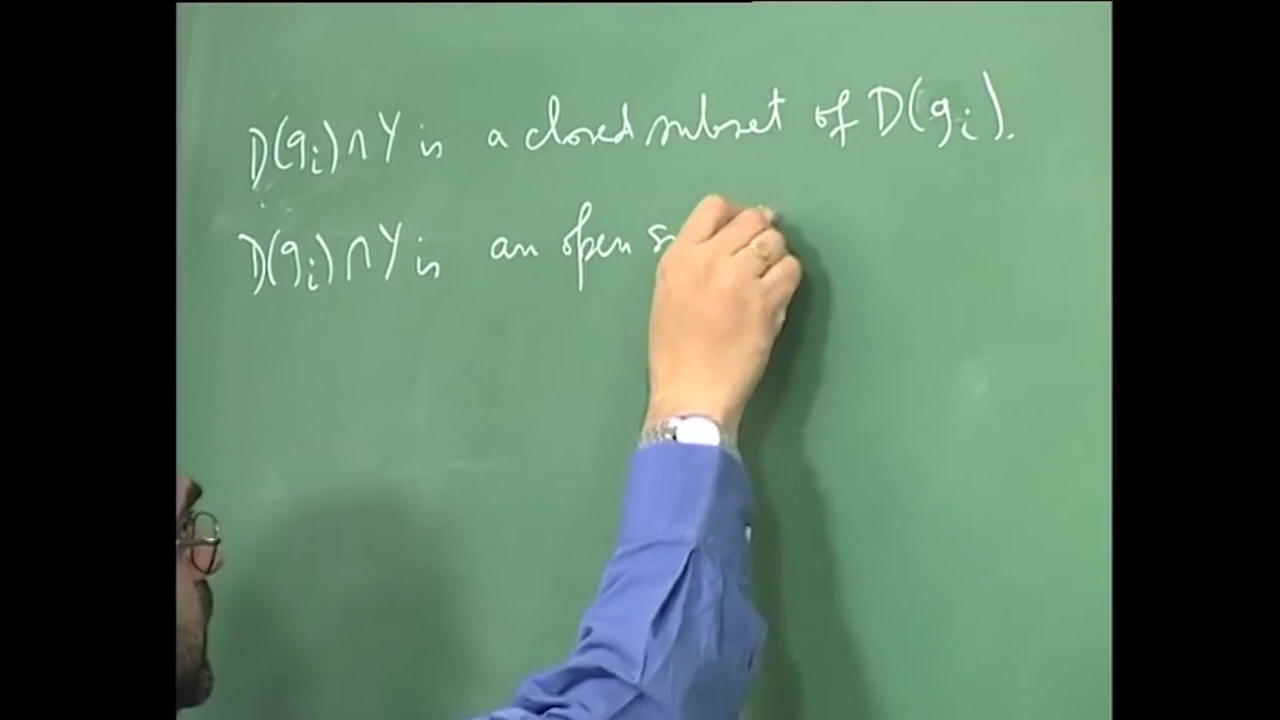 D(gᵢ) ∩ Y is a closed subset of D(gᵢ).
D(gᵢ) ∩ Y is an open s